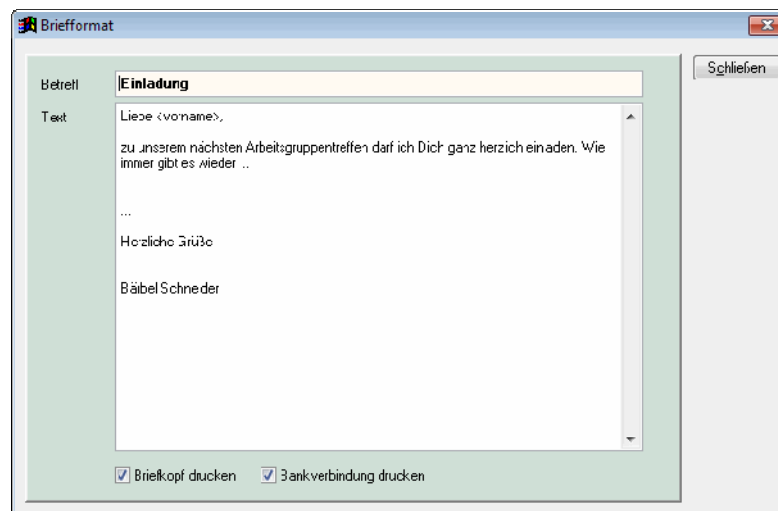 Briefformat
Schließen
Betreff
Einladung
Text
Liebe <vorname>,
zu unserem nächsten Arbeitsgruppentreffen darf ich Dich ganz herzlich einladen. Wie
immer gibt es wieder ...
...
Herzliche Grüße
Bärbel Schneider
Briefkopf drucken
Bankverbindung drucken